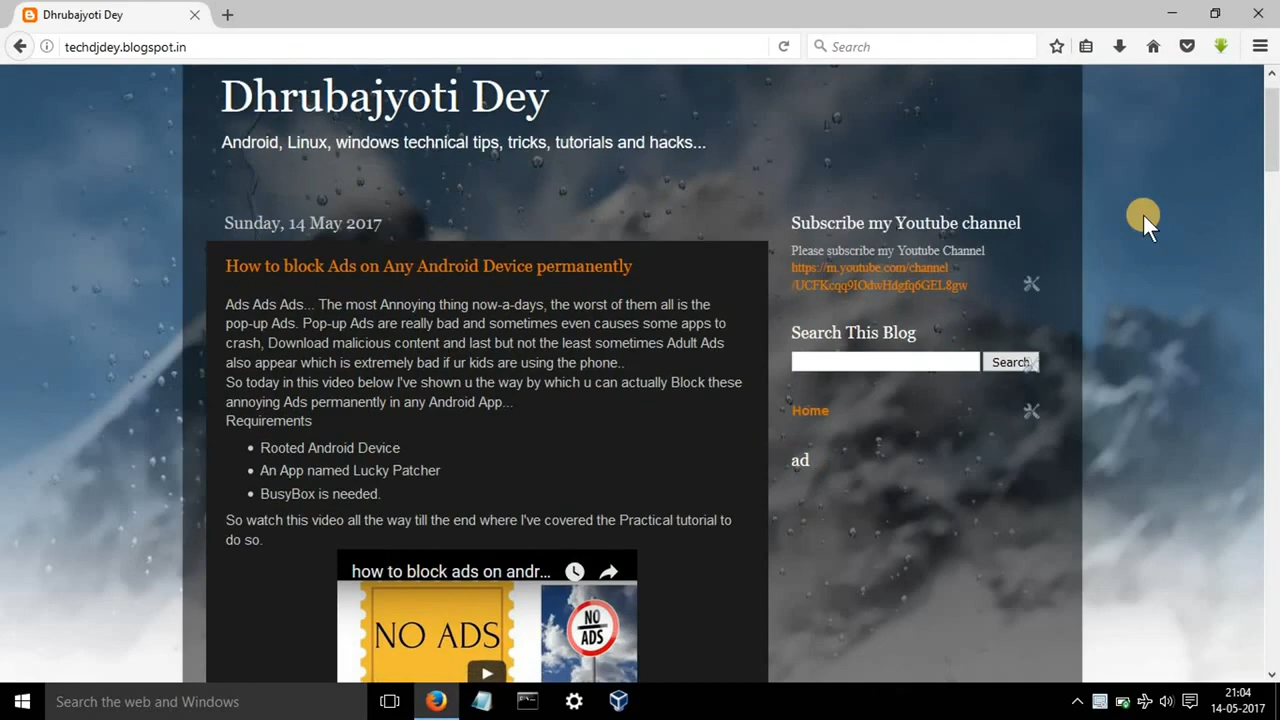 Dhrubajyoti Dey
techdjdey.blogspot.in
Search
Dhrubajyoti Dey
Android, Linux, windows technical tips, tricks, tutorials and hacks...
Sunday, 14 May 2017
How to block Ads on Any Android Device permanently
Ads Ads Ads... The most Annoying thing now-a-days, the worst of them all is the
pop-up Ads. Pop-up Ads are really bad and sometimes even causes some apps to
crash, Download malicious content and last but not the least sometimes Adult Ads
also appear which is extremely bad if ur kids are using the phone..
So today in this video below I've shown u the way by which u can actually Block these
annoying Ads permanently in any Android App...
Requirements
Rooted Android Device
An App named Lucky Patcher
BusyBox is needed.
So watch this video all the way till the end where I've covered the Practical tutorial to
do so.
how to block ads on andr...
NO ADS
NO
ADS
Subscribe my Youtube channel
Please subscribe my Youtube Channel
https://m.youtube.com/channel
/UCFKcqq9IOdwHdgfq6GEL8gw
Search This Blog
Search
Home
ad
Search the web and Windows
21:04
14-05-2017